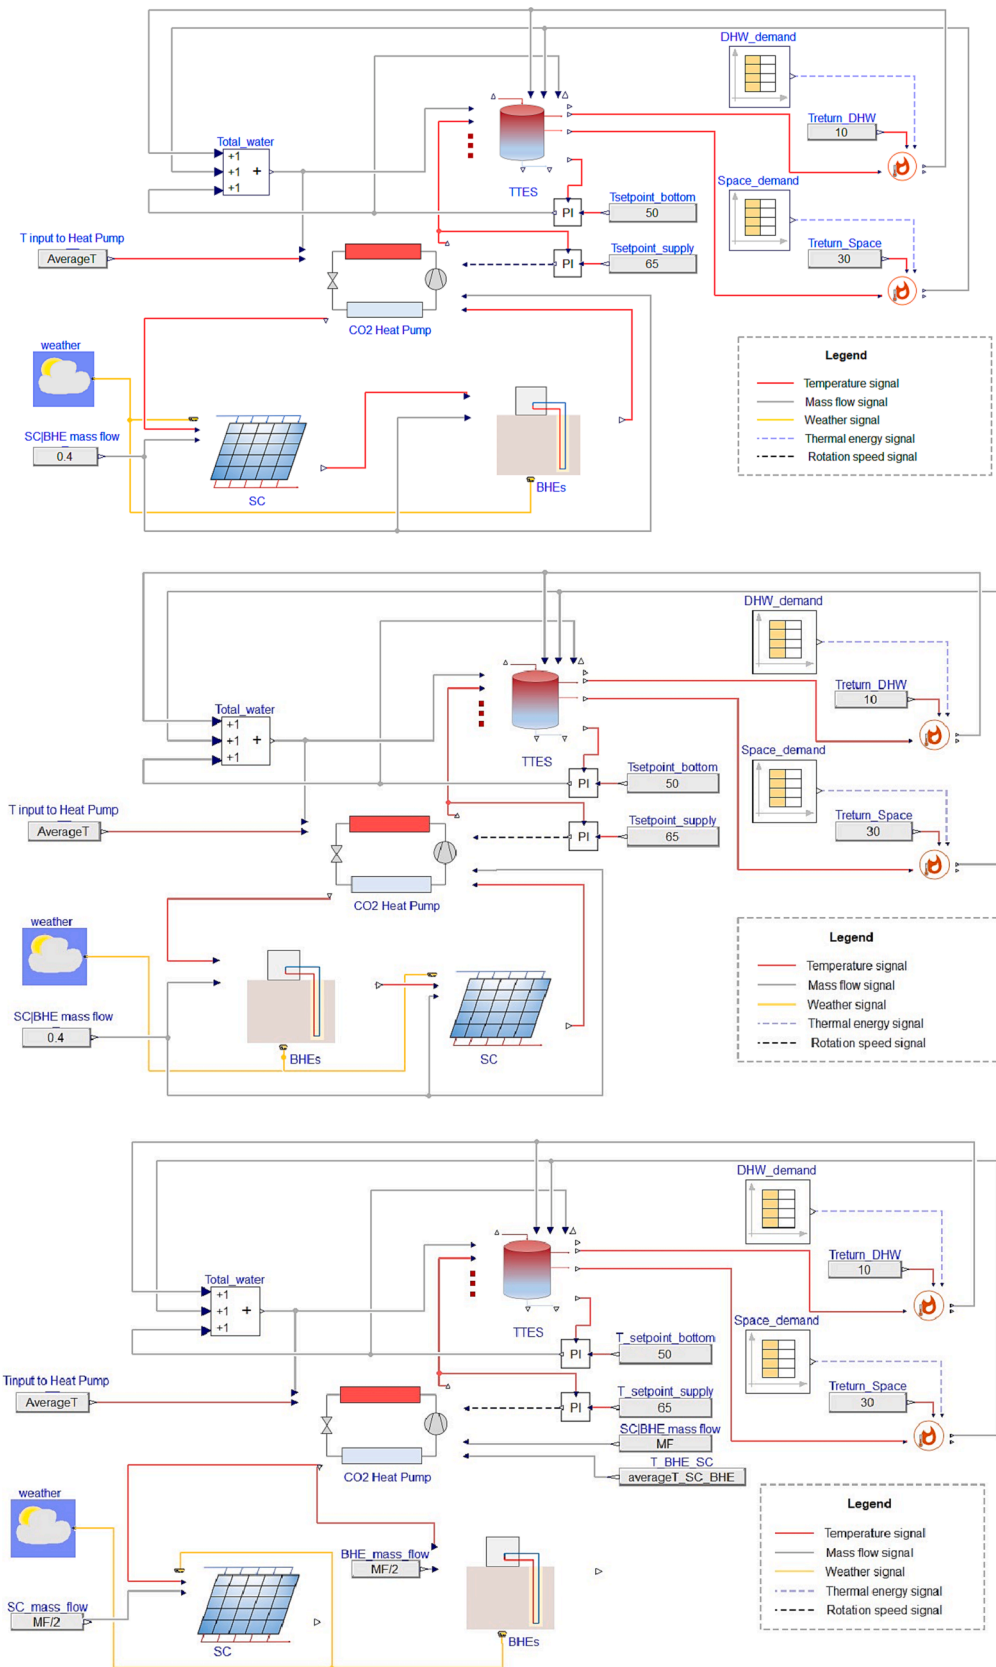 DHW_demand
Treturn_DHW
10
Total_water
+1
+1
+
+1
TTES
Space_demand
Tsetpoint_bottom
PI
50
T input to Heat Pump
AverageT
Tsetpoint_supply
PI
65
Treturn_Space
30
CO2 Heat Pump
weather
SC|BHE mass flow
0.4
SC
BHEs
Legend
Temperature signal
Mass flow signal
Weather signal
Thermal energy signal
Rotation speed signal
DHW_demand
Treturn_DHW
10
Total_water
+1
+1
+
+1
TTES
Space_demand
Tsetpoint_bottom
PI
50
T input to Heat Pump
AverageT
Tsetpoint_supply
PI
65
Treturn_Space
30
CO2 Heat Pump
weather
SC|BHE mass flow
0.4
BHEs
SC
Legend
Temperature signal
Mass flow signal
Weather signal
Thermal energy signal
Rotation speed signal
DHW_demand
Treturn_DHW
10
Total_water
+1
+1
+
+1
TTES
Space_demand
T_setpoint_bottom
PI
50
Tinput to Heat Pump
AverageT
T_setpoint_supply
PI
65
Treturn_Space
30
SC|BHE mass flow
MF
T_BHE_SC
averageT_SC_BHE
CO2 Heat Pump
weather
BHE_mass_flow
MF/2
SC_mass_flow
MF/2
SC
BHEs
Legend
Temperature signal
Mass flow signal
Weather signal
Thermal energy signal
Rotation speed signal